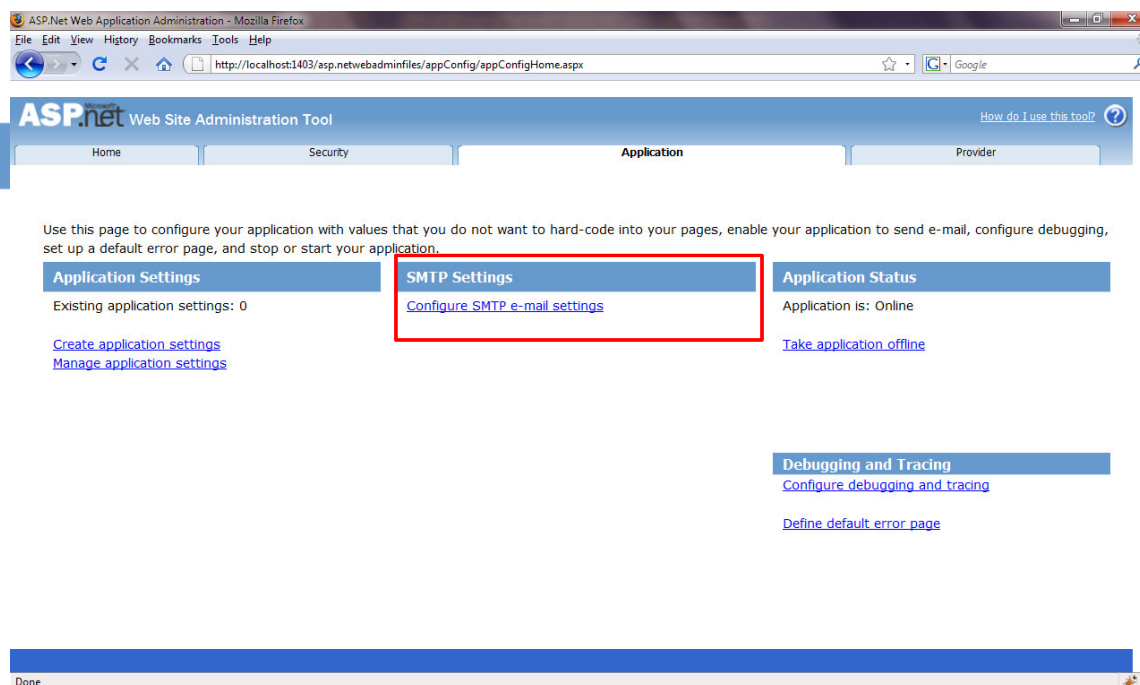 ASP.Net Web Application Administration - Mozilla Firefox
File Edit View History Bookmarks Tools Help
http://localhost:1403/asp.netwebadminfiles/appConfig/appConfigHome.aspx
G Google
Microsoft
ASP.net Web Site Administration Tool
How do I use this tool? ?
Home Security Application Provider
Use this page to configure your application with values that you do not want to hard-code into your pages, enable your application to send e-mail, configure debugging,
set up a default error page, and stop or start your application.
Application Settings
Existing application settings: 0
Create application settings
Manage application settings
SMTP Settings
Configure SMTP e-mail settings
Application Status
Application is: Online
Take application offline
Debugging and Tracing
Configure debugging and tracing
Define default error page
Done